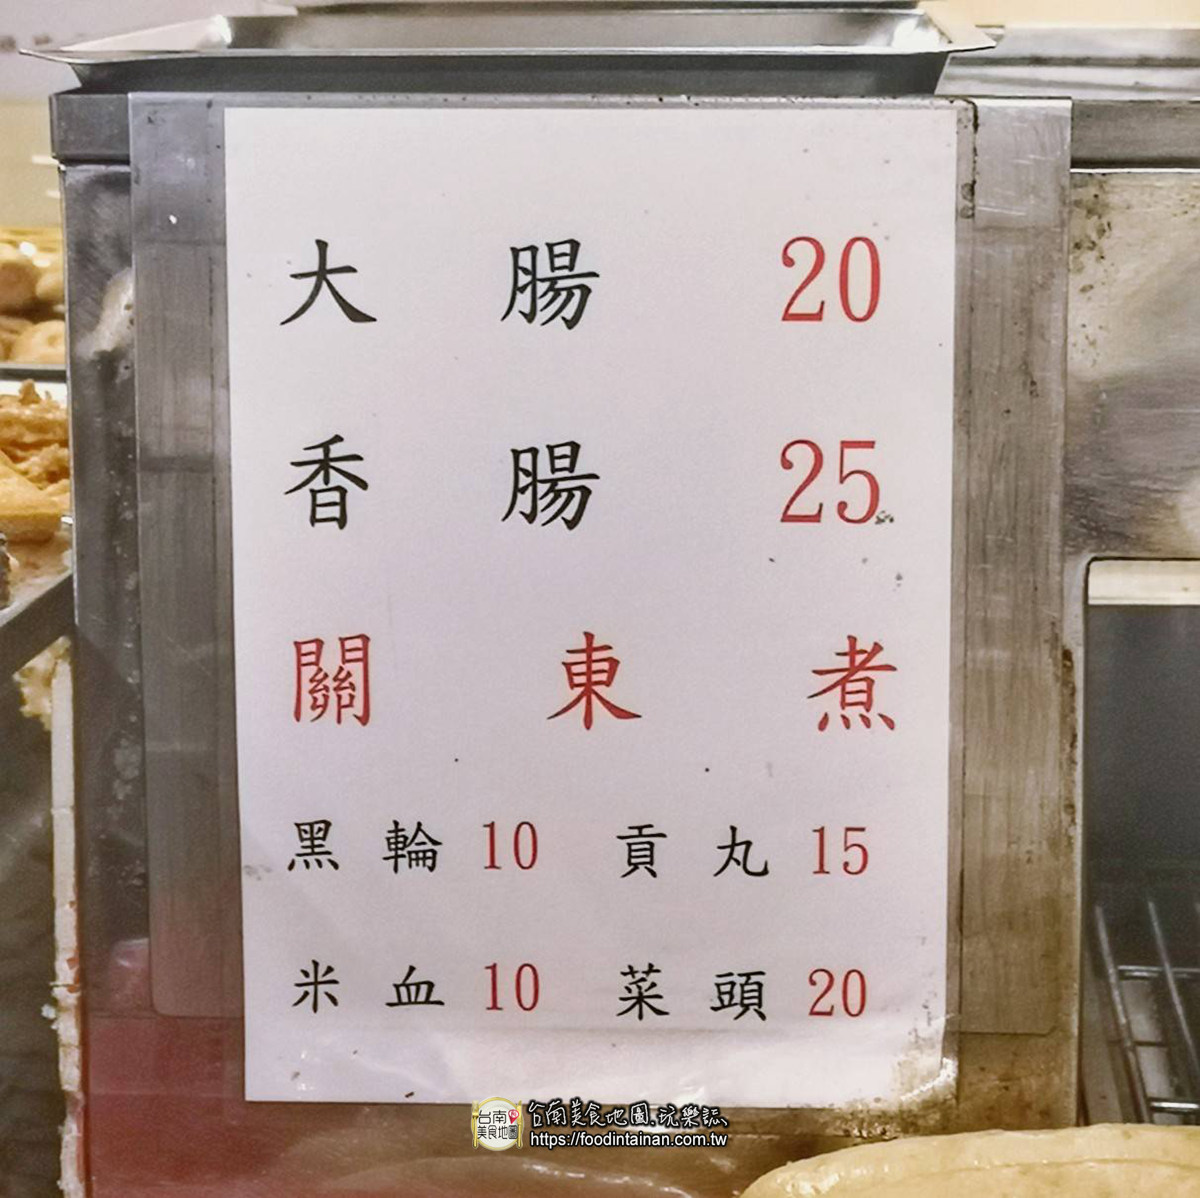 大腸 20
香腸 25
關東煮
黑輪 10 貢丸 15
米血 10 菜頭 20
台南美食地圖 台南美食地圖.玩樂誌
https://foodintainan.com.tw